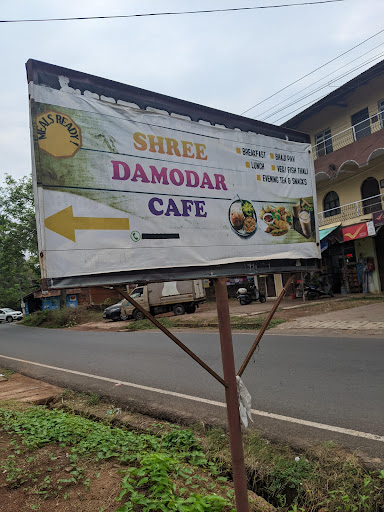 MEALS READY!
SHREE
DAMODAR
CAFE
BREAKFAST
BHAJI PAV
LUNCH
VEG/ FISH THALI
EVENING TEA & SNACKS